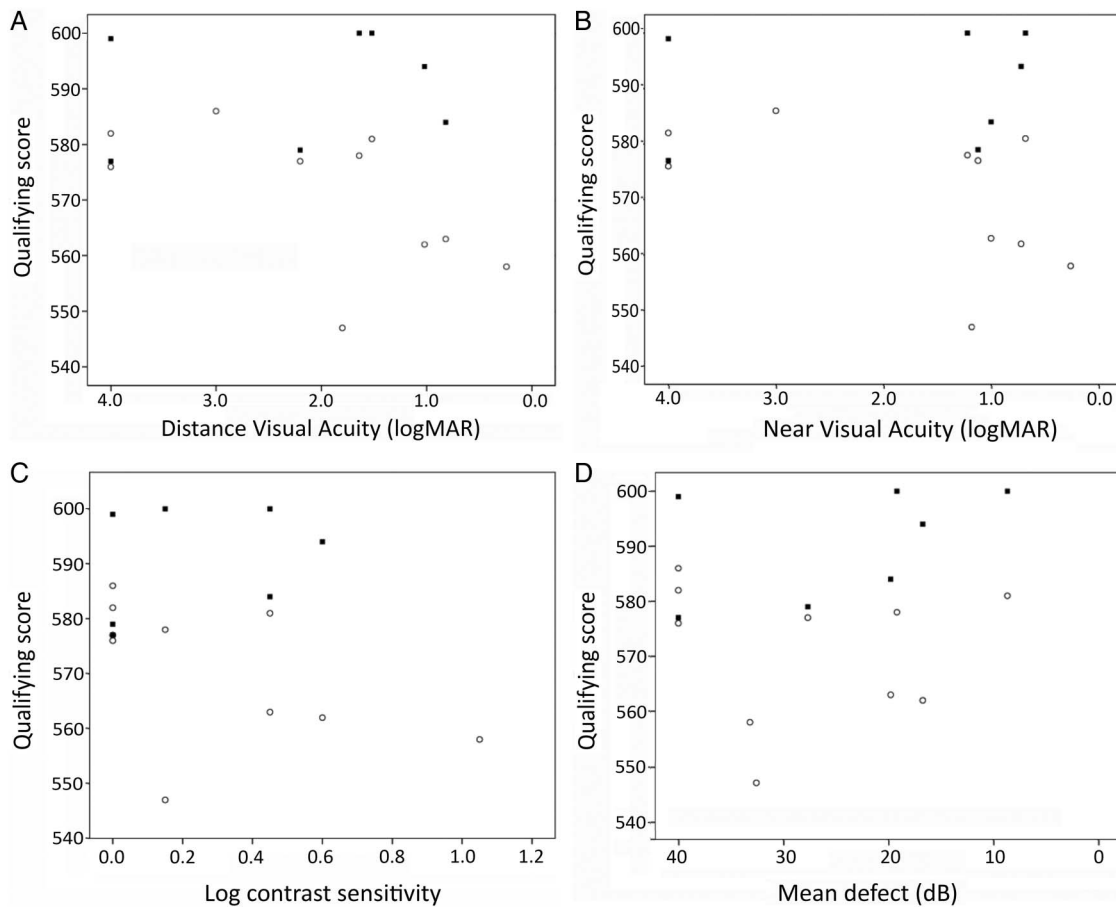 A
600
590
580
570
560
550
540
Qualifying score
4.0 3.0 2.0 1.0 0.0
Distance Visual Acuity (logMAR)
B
600
590
580
570
560
550
540
Qualifying score
4.0 3.0 2.0 1.0 0.0
Near Visual Acuity (logMAR)
C
600
590
580
570
560
550
540
Qualifying score
0.0 0.2 0.4 0.6 0.8 1.0 1.2
Log contrast sensitivity
D
600
590
580
570
560
550
540
Qualifying score
40 30 20 10 0
Mean defect (dB)